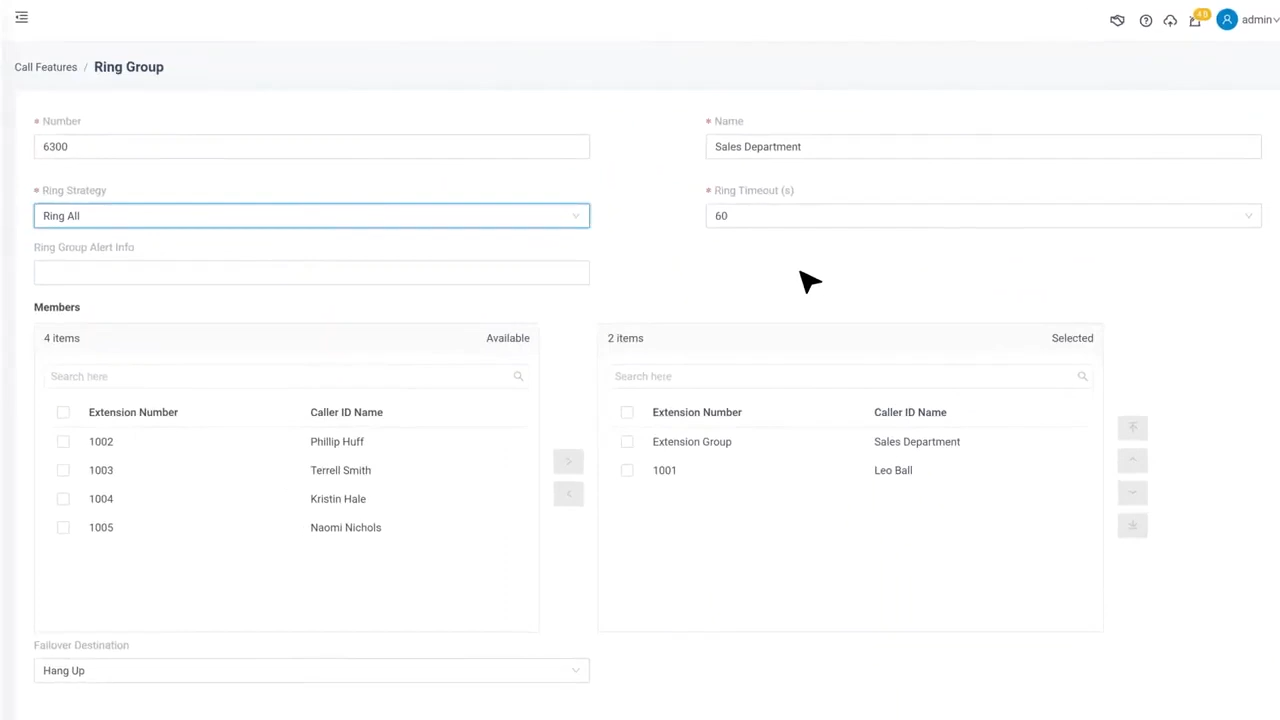 48
admin
Call Features / Ring Group
* Number
* Name
6300
Sales Department
* Ring Strategy
* Ring Timeout (s)
Ring All
60
Ring Group Alert Info
Members
4 items
Available
2 items
Selected
Search here
Search here
Extension Number
Caller ID Name
Extension Number
Caller ID Name
1002
Phillip Huff
Extension Group
Sales Department
1003
Terrell Smith
1001
Leo Ball
1004
Kristin Hale
1005
Naomi Nichols
Failover Destination
Hang Up